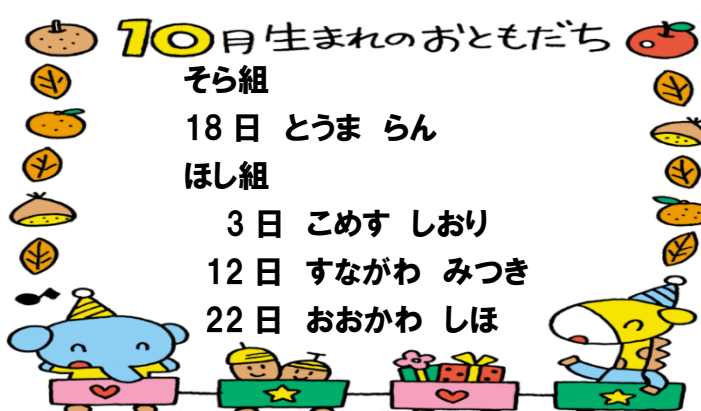 10月生まれのおともだち
そら組
18日 とうま らん
ほし組
3日 こめす しおり
12日 すながわ みつき
22日 おおかわ しほ